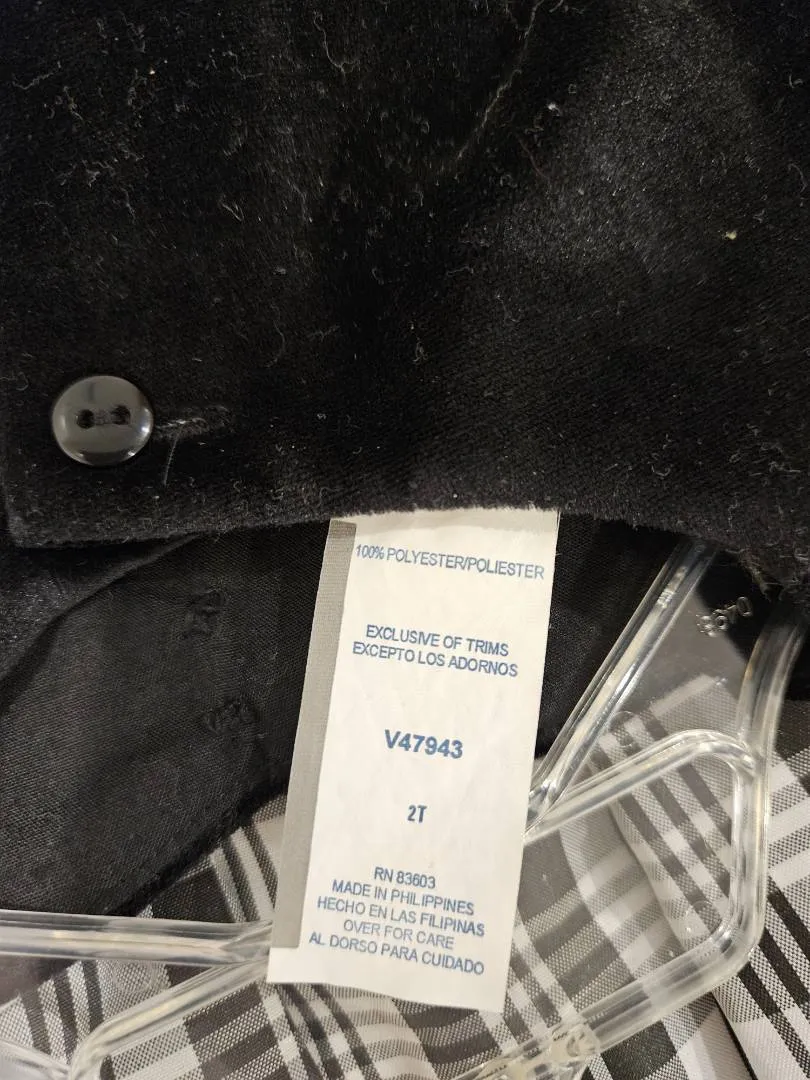 100% POLYESTER/POLIESTER
EXCLUSIVE OF TRIMS
EXCEPTO LOS ADORNOS
V47943
2T
RN 83603
MADE IN PHILIPPINES
HECHO EN LAS FILIPINAS
OVER FOR CARE
AL DORSO PARA CUIDADO